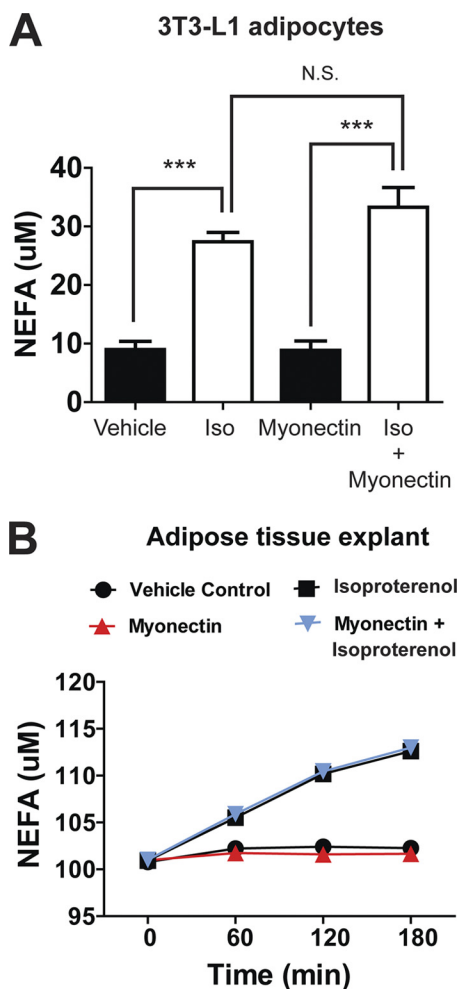 A
3T3-L1 adipocytes
N.S.
***
***
NEFA (uM)
40
30
20
10
0
Vehicle
Iso
Myonectin
Iso
+
Myonectin
B
Adipose tissue explant
Vehicle Control
Isoproterenol
Myonectin
Myonectin +
Isoproterenol
NEFA (uM)
120
115
110
105
100
95
0
60
120
180
Time (min)